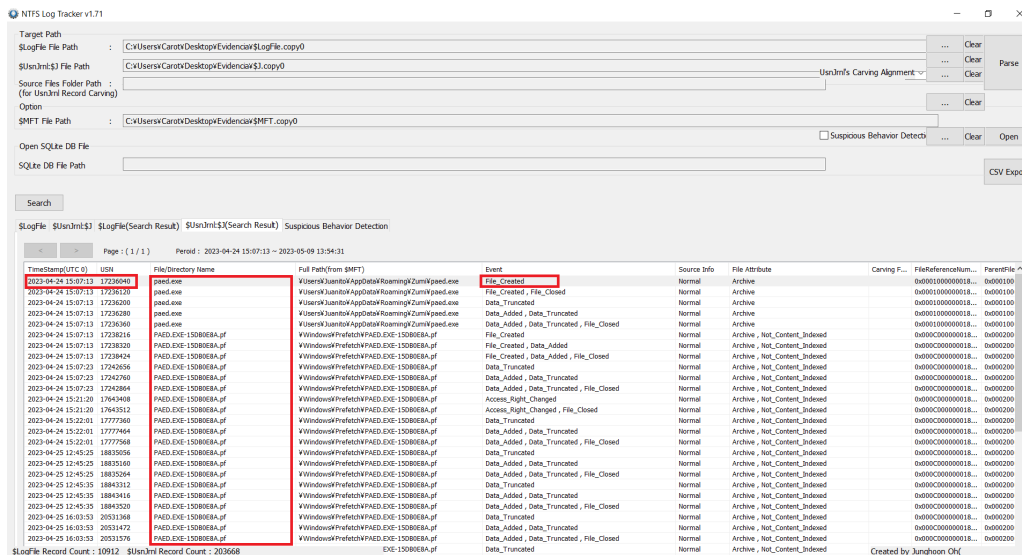 NTFS Log Tracker v1.71
Target Path
$LogFile File Path : C:¥Users¥Carot¥Desktop¥Evidencia¥$LogFile.copy0 ... Clear
$UsnJrnl:$J File Path : C:¥Users¥Carot¥Desktop¥Evidencia¥$J.copy0 ... Clear Parse
UsnJrnl's Carving Alignment ... Clear
Source Files Folder Path :
(for UsnJrnl Record Carving)
Option ... Clear
$MFT File Path : C:¥Users¥Carot¥Desktop¥Evidencia¥$MFT.copy0
Suspicious Behavior Detecti ... Clear Open
Open SQLite DB File
SQLite DB File Path
CSV Expo
Search
$LogFile $UsnJrnl:$J $LogFile(Search Result) $UsnJrnl:$J(Search Result) Suspicious Behavior Detection
< > Page : ( 1 / 1 ) Peroid : 2023-04-24 15:07:13 ~ 2023-05-09 13:54:31
TimeStamp(UTC 0) USN File/Directory Name Full Path(from $MFT) Event Source Info File Attribute Carving F... FileReferenceNum... ParentFile
2023-04-24 15:07:13 17236040 paed.exe ¥Users¥Juanito¥AppData¥Roaming¥Zumi¥paed.exe File_Created Normal Archive 0x0001000000018... 0x000100
2023-04-24 15:07:13 17236120 paed.exe ¥Users¥Juanito¥AppData¥Roaming¥Zumi¥paed.exe File_Created , File_Closed Normal Archive 0x0001000000018... 0x000100
2023-04-24 15:07:13 17236200 paed.exe ¥Users¥Juanito¥AppData¥Roaming¥Zumi¥paed.exe Data_Truncated Normal Archive 0x0001000000018... 0x000100
2023-04-24 15:07:13 17236280 paed.exe ¥Users¥Juanito¥AppData¥Roaming¥Zumi¥paed.exe Data_Added , Data_Truncated Normal Archive 0x0001000000018... 0x000100
2023-04-24 15:07:13 17236360 paed.exe ¥Users¥Juanito¥AppData¥Roaming¥Zumi¥paed.exe Data_Added , Data_Truncated , File_Closed Normal Archive 0x0001000000018... 0x000100
2023-04-24 15:07:23 17238216 PAED.EXE-15DB0E8A.pf ¥Windows¥Prefetch¥PAED.EXE-15DB0E8A.pf File_Created Normal Archive , Not_Content_Indexed 0x000C000000018... 0x000200
2023-04-24 15:07:23 17238320 PAED.EXE-15DB0E8A.pf ¥Windows¥Prefetch¥PAED.EXE-15DB0E8A.pf File_Created , Data_Added Normal Archive , Not_Content_Indexed 0x000C000000018... 0x000200
2023-04-24 15:07:23 17238424 PAED.EXE-15DB0E8A.pf ¥Windows¥Prefetch¥PAED.EXE-15DB0E8A.pf File_Created , Data_Added , File_Closed Normal Archive , Not_Content_Indexed 0x000C000000018... 0x000200
2023-04-24 15:07:23 17242656 PAED.EXE-15DB0E8A.pf ¥Windows¥Prefetch¥PAED.EXE-15DB0E8A.pf Data_Truncated Normal Archive , Not_Content_Indexed 0x000C000000018... 0x000200
2023-04-24 15:07:23 17242760 PAED.EXE-15DB0E8A.pf ¥Windows¥Prefetch¥PAED.EXE-15DB0E8A.pf Data_Added , Data_Truncated Normal Archive , Not_Content_Indexed 0x000C000000018... 0x000200
2023-04-24 15:07:23 17242864 PAED.EXE-15DB0E8A.pf ¥Windows¥Prefetch¥PAED.EXE-15DB0E8A.pf Data_Added , Data_Truncated , File_Closed Normal Archive , Not_Content_Indexed 0x000C000000018... 0x000200
2023-04-24 15:21:20 17643408 PAED.EXE-15DB0E8A.pf ¥Windows¥Prefetch¥PAED.EXE-15DB0E8A.pf Access_Right_Changed Normal Archive , Not_Content_Indexed 0x000C000000018... 0x000200
2023-04-24 15:21:20 17643512 PAED.EXE-15DB0E8A.pf ¥Windows¥Prefetch¥PAED.EXE-15DB0E8A.pf Access_Right_Changed , File_Closed Normal Archive , Not_Content_Indexed 0x000C000000018... 0x000200
2023-04-24 15:22:01 17777360 PAED.EXE-15DB0E8A.pf ¥Windows¥Prefetch¥PAED.EXE-15DB0E8A.pf Data_Truncated Normal Archive , Not_Content_Indexed 0x000C000000018... 0x000200
2023-04-24 15:22:01 17777464 PAED.EXE-15DB0E8A.pf ¥Windows¥Prefetch¥PAED.EXE-15DB0E8A.pf Data_Added , Data_Truncated Normal Archive , Not_Content_Indexed 0x000C000000018... 0x000200
2023-04-24 15:22:01 17777568 PAED.EXE-15DB0E8A.pf ¥Windows¥Prefetch¥PAED.EXE-15DB0E8A.pf Data_Added , Data_Truncated , File_Closed Normal Archive , Not_Content_Indexed 0x000C000000018... 0x000200
2023-04-25 12:45:25 18835056 PAED.EXE-15DB0E8A.pf ¥Windows¥Prefetch¥PAED.EXE-15DB0E8A.pf Data_Truncated Normal Archive , Not_Content_Indexed 0x000C000000018... 0x000200
2023-04-25 12:45:25 18835160 PAED.EXE-15DB0E8A.pf ¥Windows¥Prefetch¥PAED.EXE-15DB0E8A.pf Data_Added , Data_Truncated Normal Archive , Not_Content_Indexed 0x000C000000018... 0x000200
2023-04-25 12:45:25 18835264 PAED.EXE-15DB0E8A.pf ¥Windows¥Prefetch¥PAED.EXE-15DB0E8A.pf Data_Added , Data_Truncated , File_Closed Normal Archive , Not_Content_Indexed 0x000C000000018... 0x000200
2023-04-25 12:45:35 18843312 PAED.EXE-15DB0E8A.pf ¥Windows¥Prefetch¥PAED.EXE-15DB0E8A.pf Data_Truncated Normal Archive , Not_Content_Indexed 0x000C000000018... 0x000200
2023-04-25 12:45:35 18843416 PAED.EXE-15DB0E8A.pf ¥Windows¥Prefetch¥PAED.EXE-15DB0E8A.pf Data_Added , Data_Truncated Normal Archive , Not_Content_Indexed 0x000C000000018... 0x000200
2023-04-25 12:45:35 18843520 PAED.EXE-15DB0E8A.pf ¥Windows¥Prefetch¥PAED.EXE-15DB0E8A.pf Data_Added , Data_Truncated , File_Closed Normal Archive , Not_Content_Indexed 0x000C000000018... 0x000200
2023-04-25 16:03:53 20531368 PAED.EXE-15DB0E8A.pf ¥Windows¥Prefetch¥PAED.EXE-15DB0E8A.pf Data_Truncated Normal Archive , Not_Content_Indexed 0x000C000000018... 0x000200
2023-04-25 16:03:53 20531472 PAED.EXE-15DB0E8A.pf ¥Windows¥Prefetch¥PAED.EXE-15DB0E8A.pf Data_Added , Data_Truncated Normal Archive , Not_Content_Indexed 0x000C000000018... 0x000200
2023-04-25 16:03:53 20531576 PAED.EXE-15DB0E8A.pf ¥Windows¥Prefetch¥PAED.EXE-15DB0E8A.pf Data_Added , Data_Truncated , File_Closed Normal Archive , Not_Content_Indexed 0x000C000000018... 0x000200
EXE-15DB0E8A.pf Data_Truncated Normal Archive , Not_Content_Indexed 0x000C000000018... 0x000200
$LogFile Record Count : 10912 $UsnJrnl Record Count : 203668 Created by Junghoon Oh(